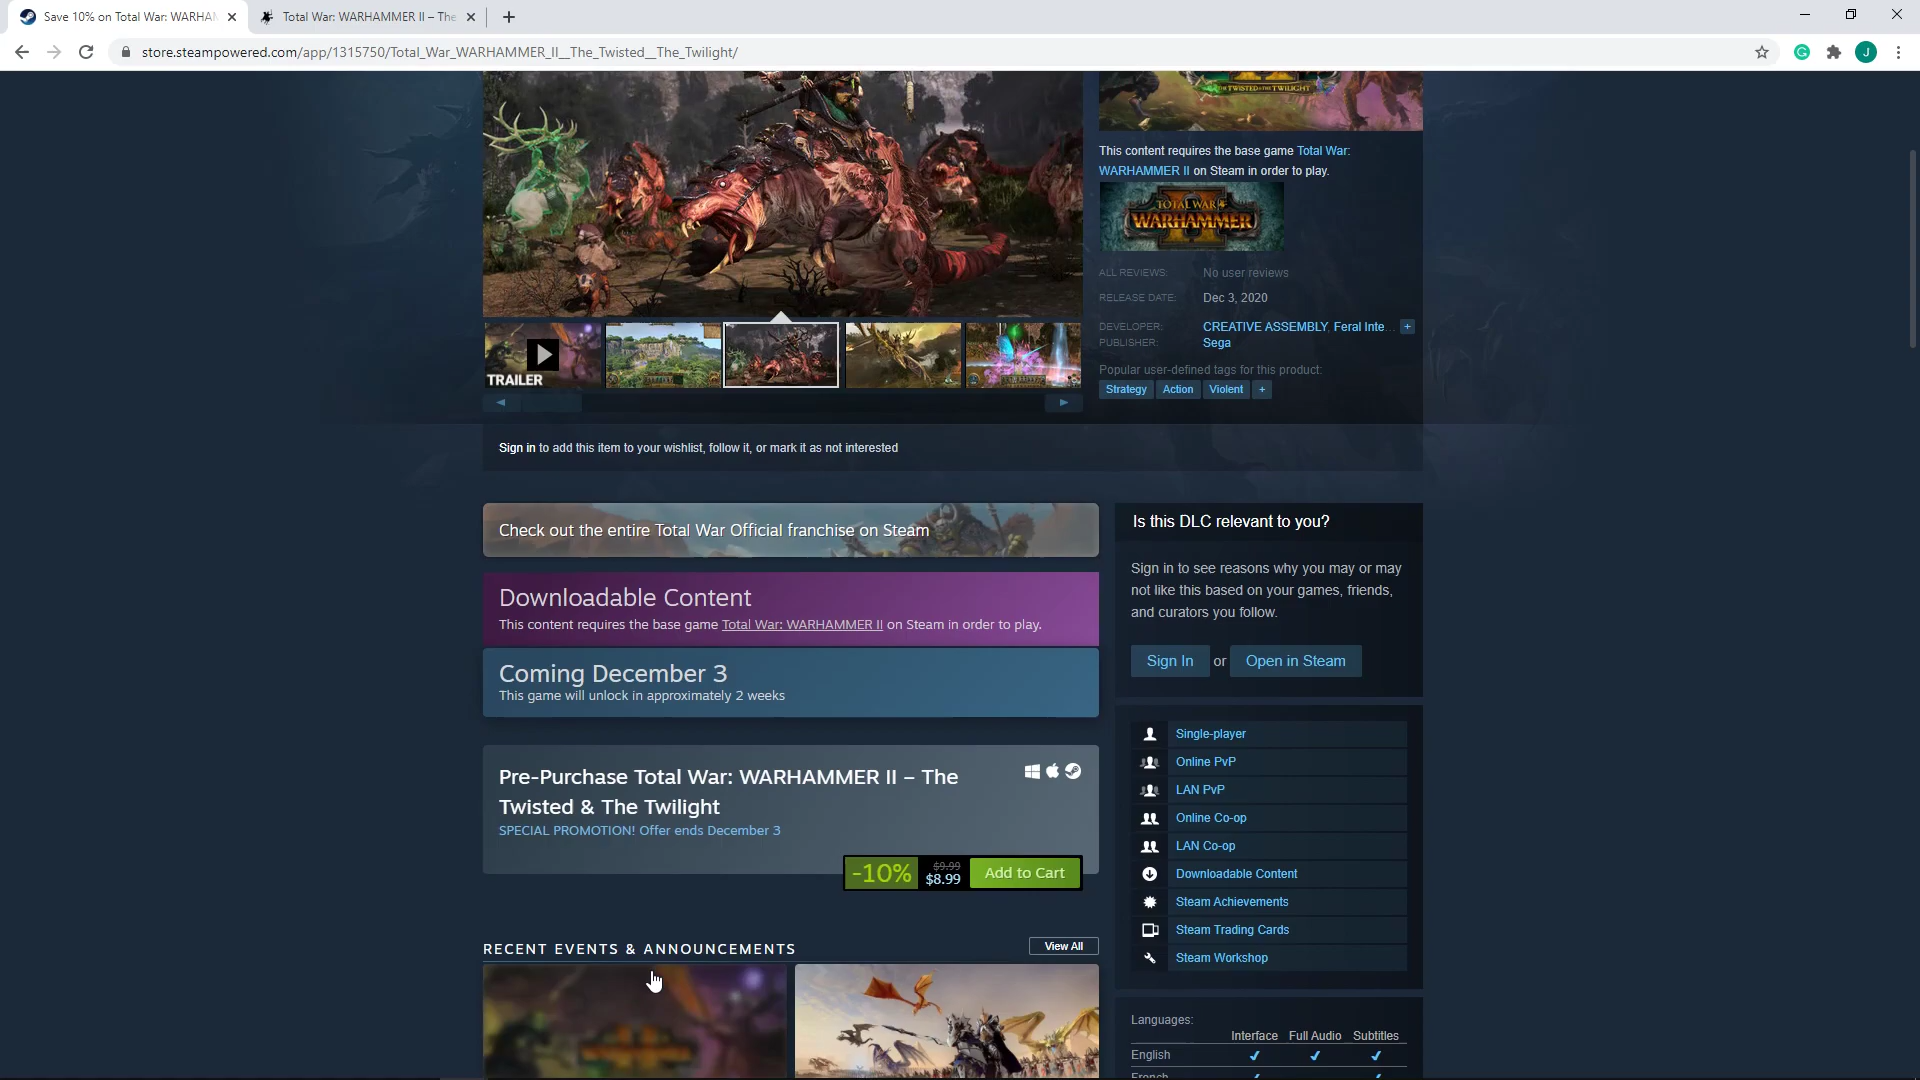 Save 10% on Total War: WARHAM
Total War: WARHAMMER II – The
store.steampowered.com/app/1315750/Total_War_WARHAMMER_II__The_Twisted__The_Twilight/
J
THE TWISTED & THE TWILIGHT
This content requires the base game Total War:
WARHAMMER II on Steam in order to play.
TOTAL WAR
WARHAMMER
II
ALL REVIEWS: No user reviews
RELEASE DATE: Dec 3, 2020
DEVELOPER: CREATIVE ASSEMBLY, Feral Inte... +
PUBLISHER: Sega
Popular user-defined tags for this product:
Strategy Action Violent +
TRAILER
Sign in to add this item to your wishlist, follow it, or mark it as not interested
Check out the entire Total War Official franchise on Steam
Downloadable Content
This content requires the base game Total War: WARHAMMER II on Steam in order to play.
Coming December 3
This game will unlock in approximately 2 weeks
Pre-Purchase Total War: WARHAMMER II – The
Twisted & The Twilight
SPECIAL PROMOTION! Offer ends December 3
-10% $9.99 $8.99 Add to Cart
RECENT EVENTS & ANNOUNCEMENTS
View All
Is this DLC relevant to you?
Sign in to see reasons why you may or may
not like this based on your games, friends,
and curators you follow.
Sign In or Open in Steam
Single-player
Online PvP
LAN PvP
Online Co-op
LAN Co-op
Downloadable Content
Steam Achievements
Steam Trading Cards
Steam Workshop
Languages:
Interface Full Audio Subtitles
English ✔ ✔ ✔
French